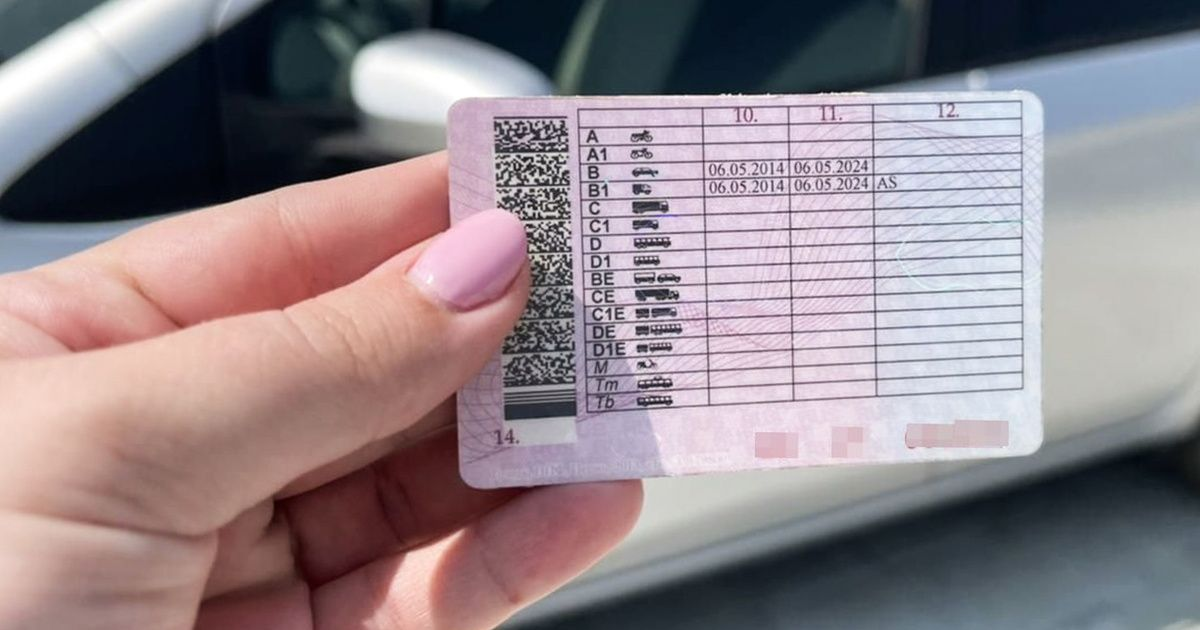 10. 11. 12.
A
A1
B 06.05.2014 06.05.2024
B1 06.05.2014 06.05.2024 AS
C
C1
D
D1
BE
CE
C1E
DE
D1E
M
Tm
Tb
14.